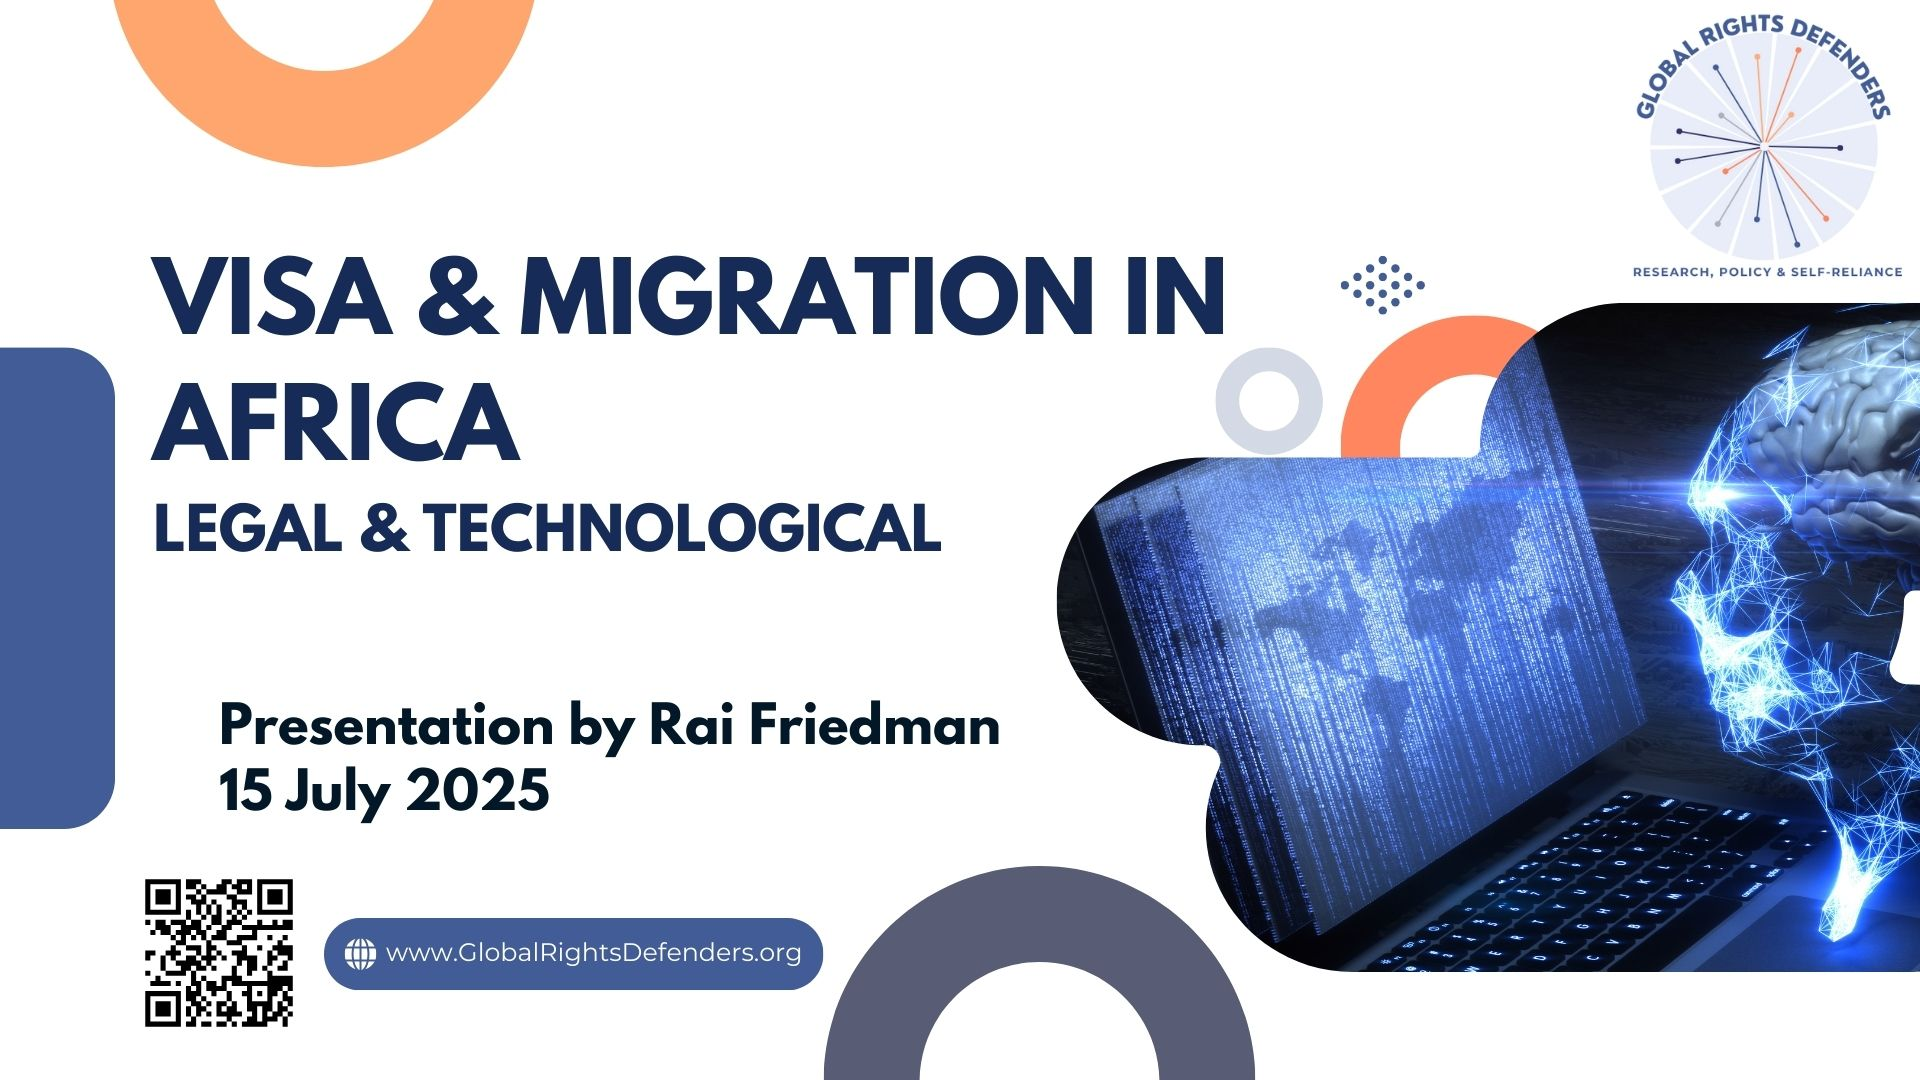 GLOBAL RIGHTS DEFENDERS
RESEARCH, POLICY & SELF-RELIANCE
VISA & MIGRATION IN
AFRICA
LEGAL & TECHNOLOGICAL
Presentation by Rai Friedman
15 July 2025
www.GlobalRightsDefenders.org